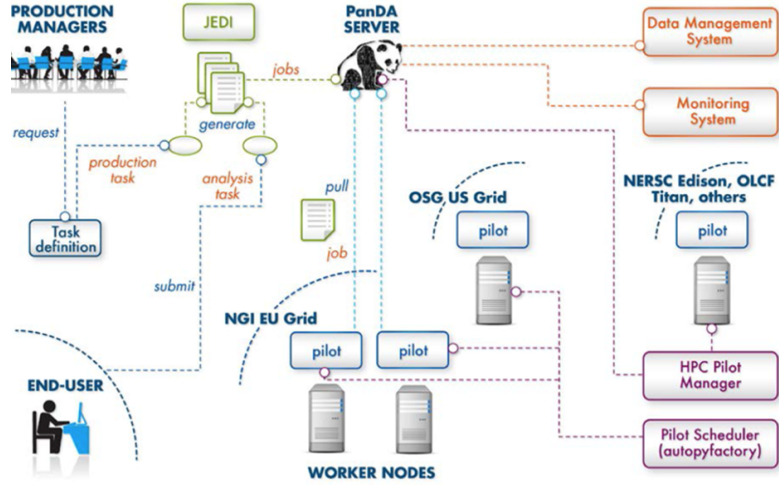 PRODUCTION
MANAGERS
JEDI
PanDA
SERVER
Data Management
System
jobs
Monitoring
System
generate
request
production
task
analysis
task
pull
OSG US Grid
NERSC Edison, OLCF
Titan, others
pilot
pilot
Task
definition
job
submit
NGI EU Grid
pilot
pilot
HPC Pilot
Manager
END-USER
Pilot Scheduler
(autopyfactory)
WORKER NODES